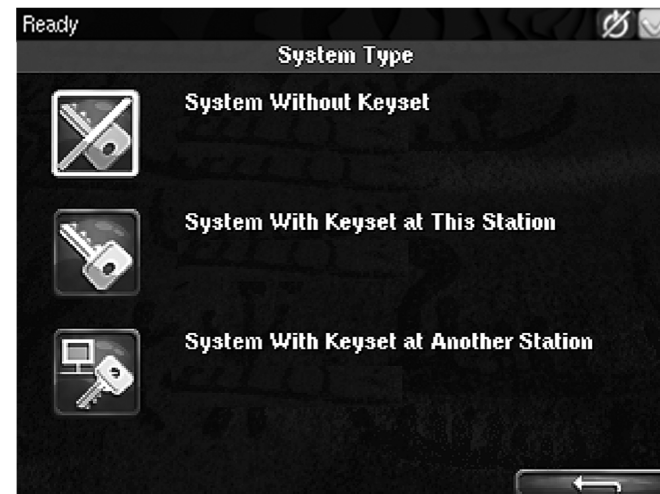 Ready
System Type
System Without Keyset
System With Keyset at This Station
System With Keyset at Another Station